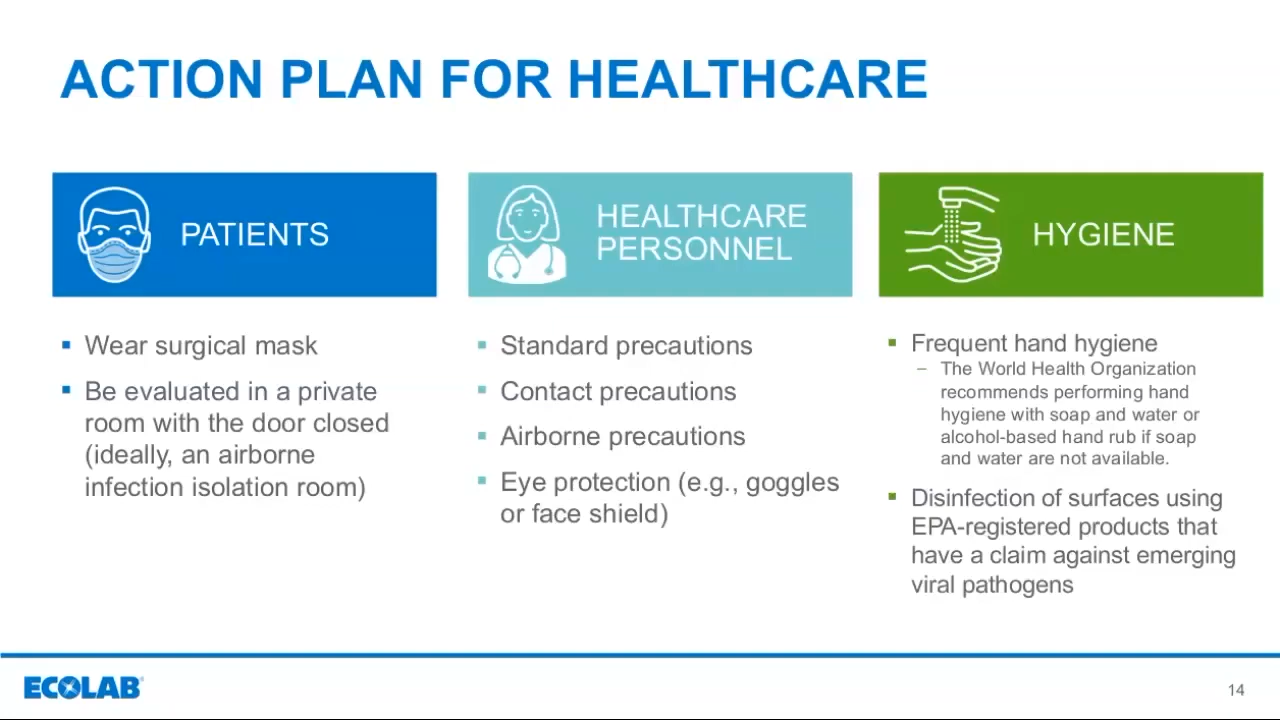 ACTION PLAN FOR HEALTHCARE
PATIENTS
▪ Wear surgical mask
▪ Be evaluated in a private
room with the door closed
(ideally, an airborne
infection isolation room)
HEALTHCARE
PERSONNEL
▪ Standard precautions
▪ Contact precautions
▪ Airborne precautions
▪ Eye protection (e.g., goggles
or face shield)
HYGIENE
▪ Frequent hand hygiene
– The World Health Organization
recommends performing hand
hygiene with soap and water or
alcohol-based hand rub if soap
and water are not available.
▪ Disinfection of surfaces using
EPA-registered products that
have a claim against emerging
viral pathogens
ECOLAB®
14